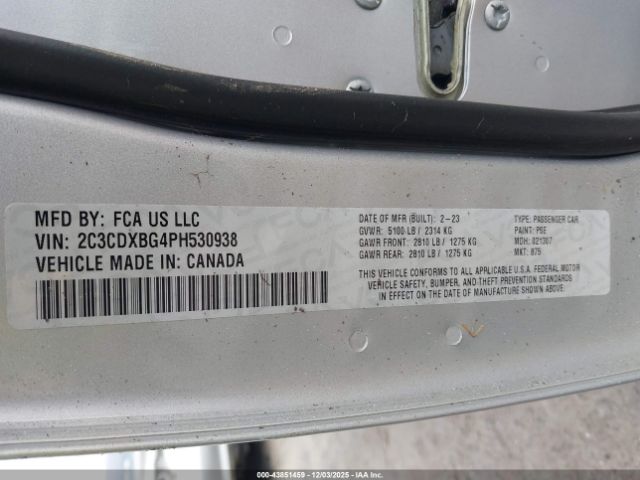 MFD BY: FCA US LLC
VIN: 2C3CDXBG4PH530938
VEHICLE MADE IN: CANADA
DATE OF MFR (BUILT): 2-23
GVWR: 5100 LB / 2314 KG
GAWR FRONT: 2810 LB / 1275 KG
GAWR REAR: 2810 LB / 1275 KG
TYPE: PASSENGER CAR
PAINT: PSE
MDH: 021307
MKT: B75
THIS VEHICLE CONFORMS TO ALL APPLICABLE U.S.A. FEDERAL MOTOR
VEHICLE SAFETY, BUMPER, AND THEFT PREVENTION STANDARDS
IN EFFECT ON THE DATE OF MANUFACTURE SHOWN ABOVE:
000-43851459 - 12/03/2025 - COPYRIGHT IAA, LLC.